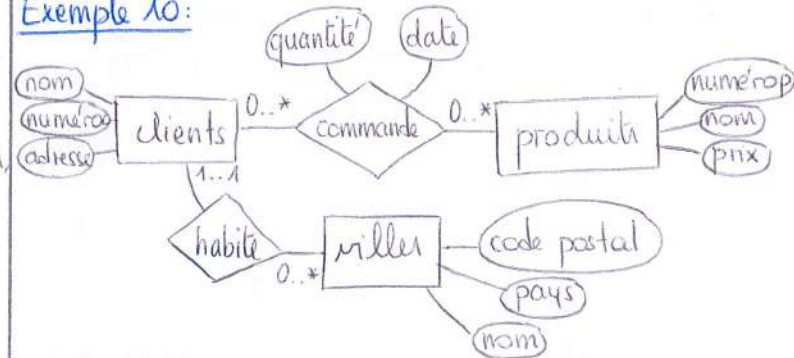 Exemple 10:
quantité date
nom
numéroc
adresse
clients
0..*
commande
0..*
produits
numérop
nom
prix
1..1
habite
0..*
villes
code postal
pays
nom